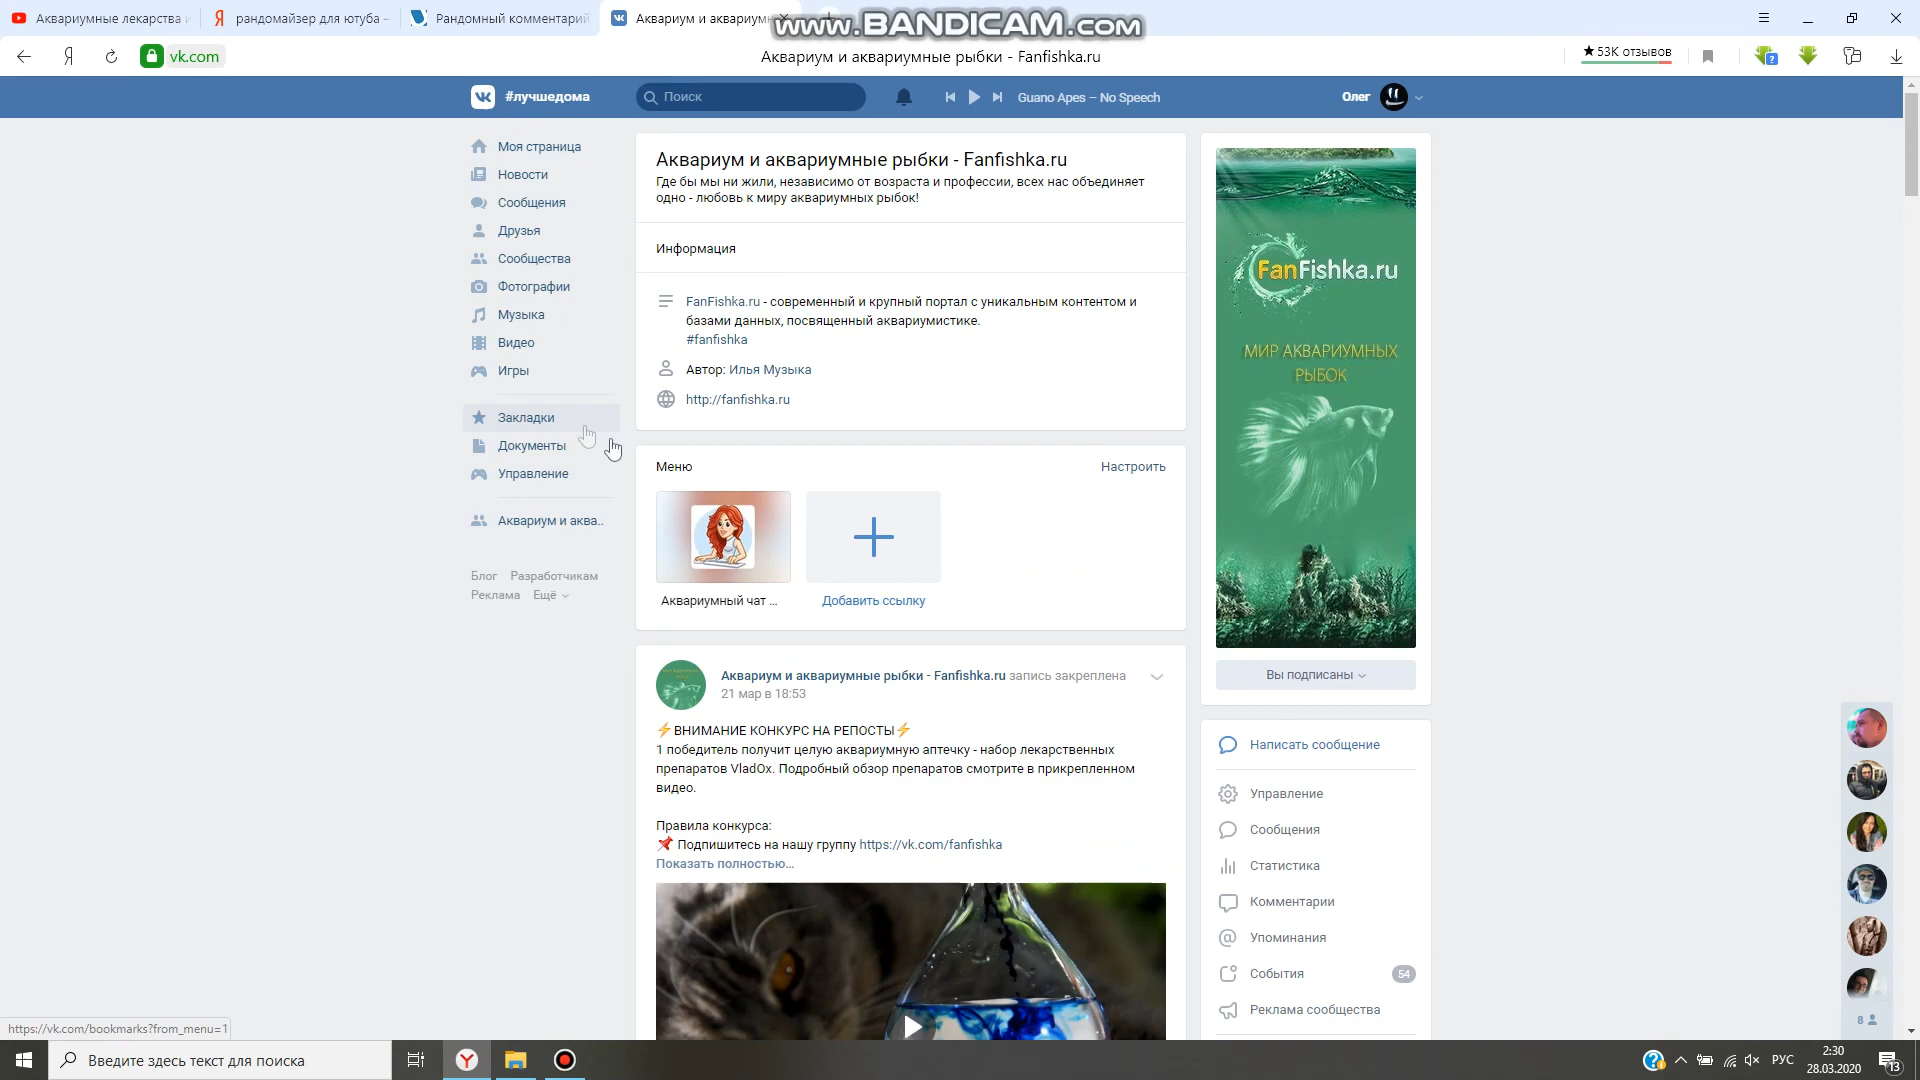 Аквариумные лекарства и
рандомайзер для ютуба —
Рандомный комментарий
Аквариум и аквариумн
www.BANDICAM.com
vk.com
Аквариум и аквариумные рыбки - Fanfishka.ru
★ 53K отзывов
#лучшедома
Поиск
Guano Apes – No Speech
Олег
Моя страница
Новости
Сообщения
Друзья
Сообщества
Фотографии
Музыка
Видео
Игры
Закладки
Документы
Управление
Аквариум и аква..
Блог Разработчикам
Реклама Ещё
Аквариум и аквариумные рыбки - Fanfishka.ru
Где бы мы ни жили, независимо от возраста и профессии, всех нас объединяет
одно - любовь к миру аквариумных рыбок!
Информация
FanFishka.ru - современный и крупный портал с уникальным контентом и
базами данных, посвященный аквариумистике.
#fanfishka
Автор: Илья Музыка
http://fanfishka.ru
Меню
Настроить
Аквариумный чат ...
Добавить ссылку
Аквариум и аквариумные рыбки - Fanfishka.ru запись закреплена
21 мар в 18:53
⚡ВНИМАНИЕ КОНКУРС НА РЕПОСТЫ⚡
1 победитель получит целую аквариумную аптечку - набор лекарственных
препаратов VladOx. Подробный обзор препаратов смотрите в прикрепленном
видео.
Правила конкурса:
📌 Подпишитесь на нашу группу https://vk.com/fanfishka
Показать полностью...
FanFishka.ru
МИР АКВАРИУМНЫХ
РЫБОК
Вы подписаны
Написать сообщение
Управление
Сообщения
Статистика
Комментарии
Упоминания
События 54
Реклама сообщества
8
https://vk.com/bookmarks?from_menu=1
Введите здесь текст для поиска
РУС
2:30
28.03.2020
13